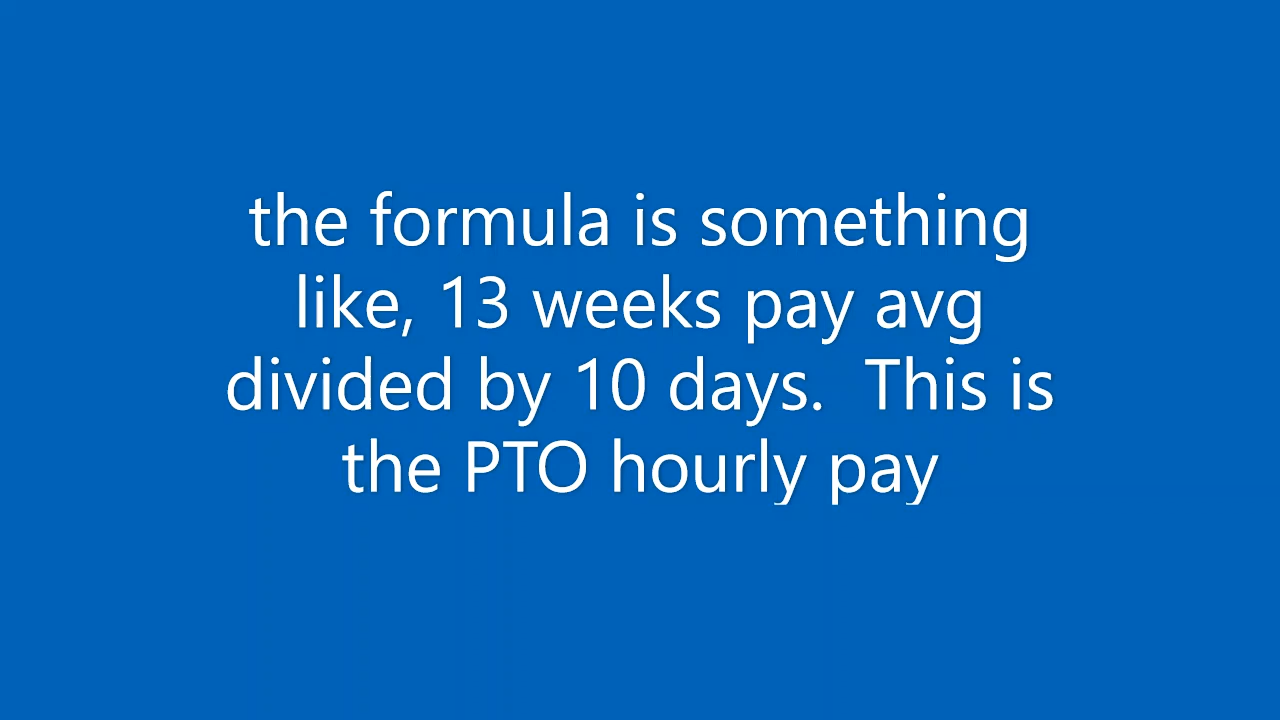 the formula is something
like, 13 weeks pay avg
divided by 10 days.  This is
the PTO hourly pay